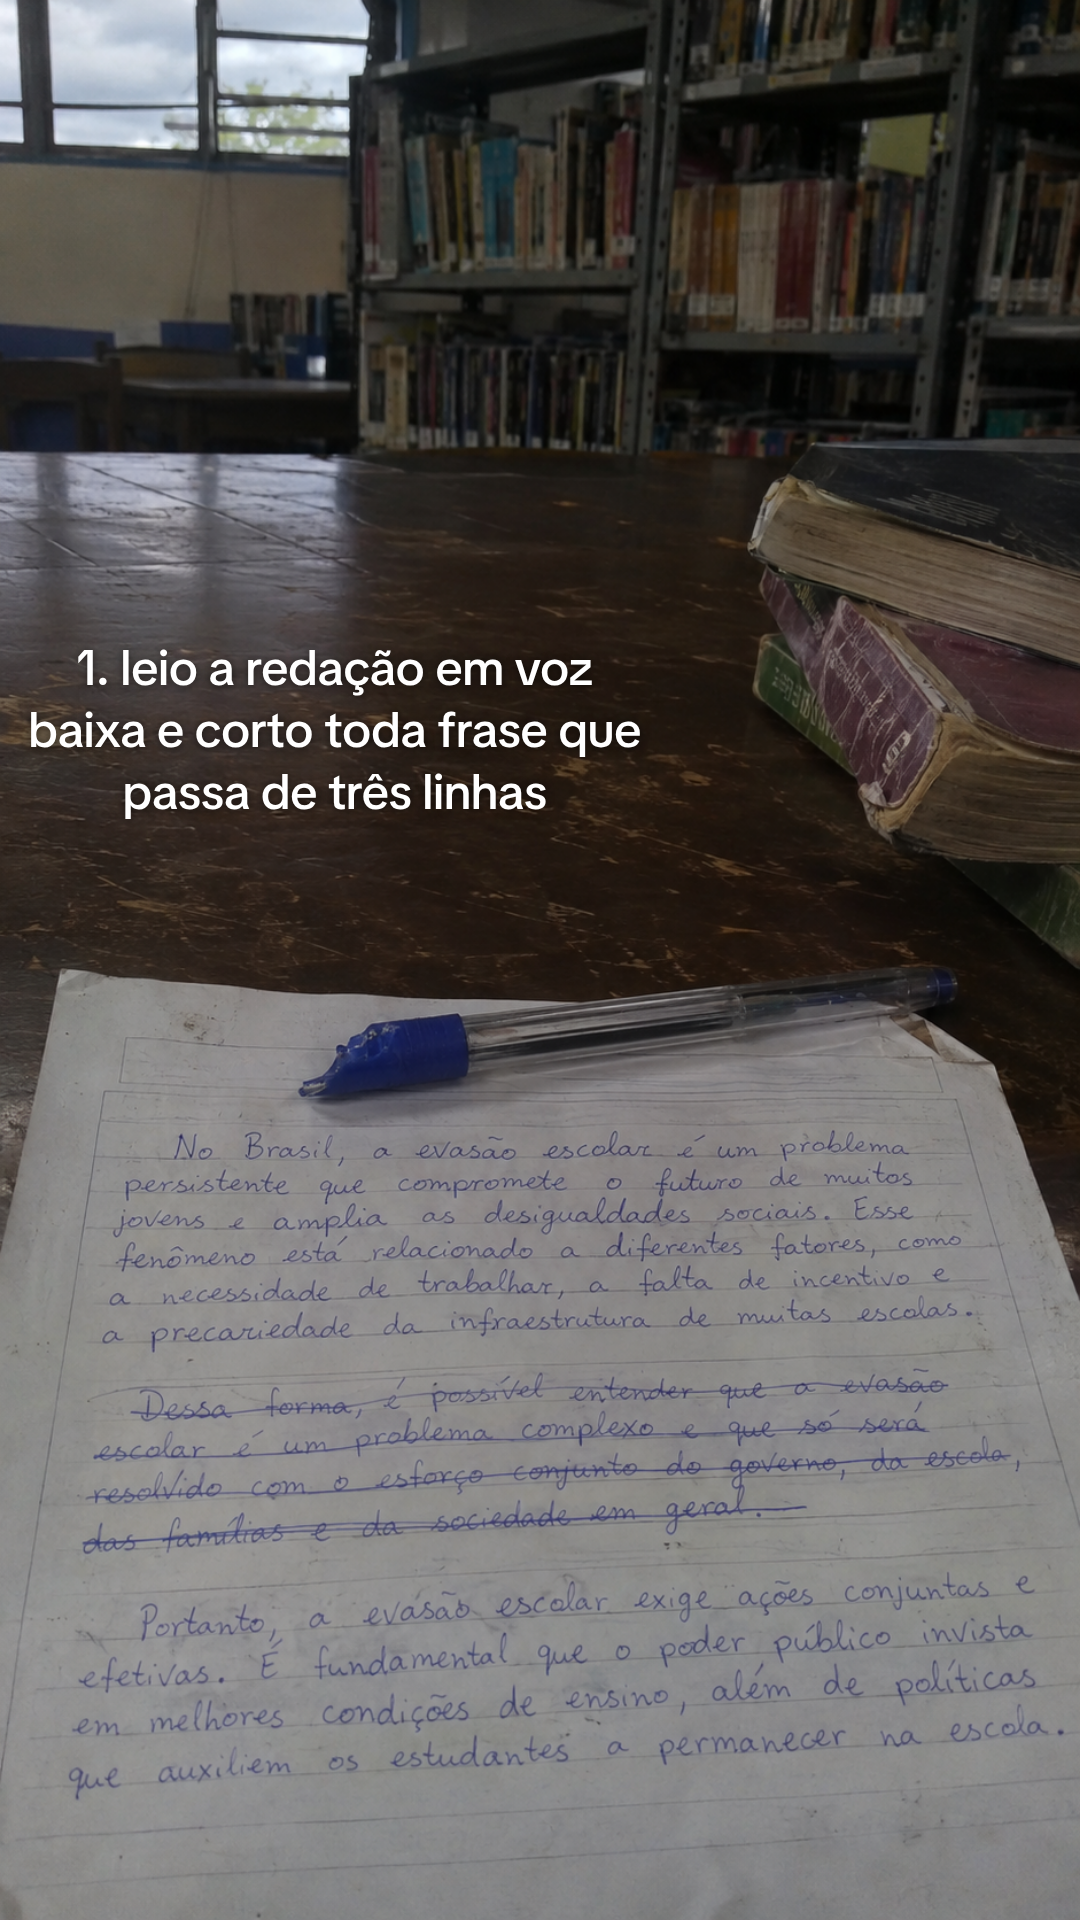 1. leio a redação em voz
baixa e corto toda frase que
passa de três linhas
No Brasil, a evasão escolar é um problema
persistente que compromete o futuro de muitos
jovens e amplia as desigualdades sociais. Esse
fenômeno está relacionado a diferentes fatores, como
a necessidade de trabalhar, a falta de incentivo e
a precariedade da infraestrutura de muitas escolas.
Dessa forma, é possível entender que a evasão
escolar é um problema complexo e que só será
resolvido com o esforço conjunto do governo, da escola,
das famílias e da sociedade em geral.
Portanto, a evasão escolar exige ações conjuntas e
efetivas. É fundamental que o poder público invista
em melhores condições de ensino, além de políticas
que auxiliem os estudantes a permanecer na escola.